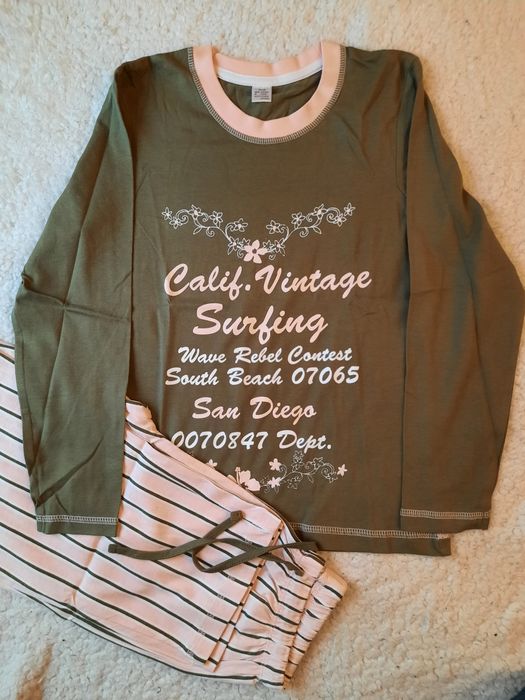 Calif. Vintage
Surfing
Wave Rebel Contest
South Beach 07065
San Diego
0070847 Dept.